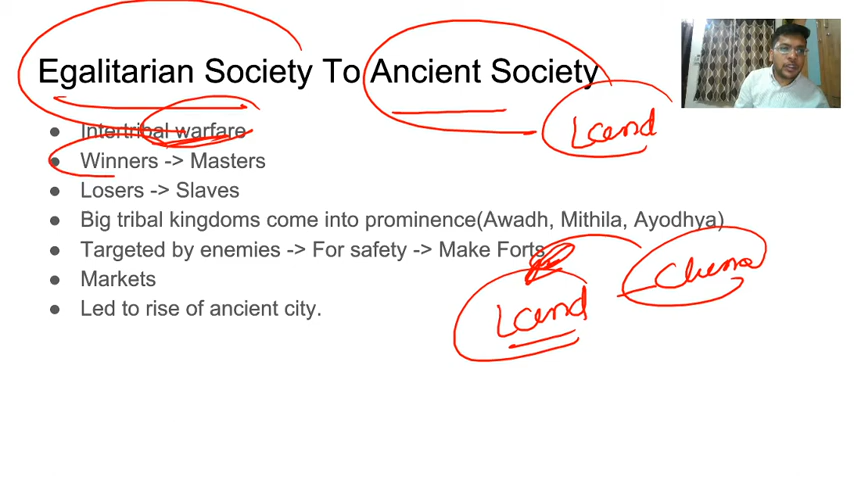 Egalitarian Society To Ancient Society
Intertribal warfare
Land
Winners -> Masters
Losers -> Slaves
Big tribal kingdoms come into prominence(Awadh, Mithila, Ayodhya)
Targeted by enemies -> For safety -> Make Forts
Markets
Land
Led to rise of ancient city.